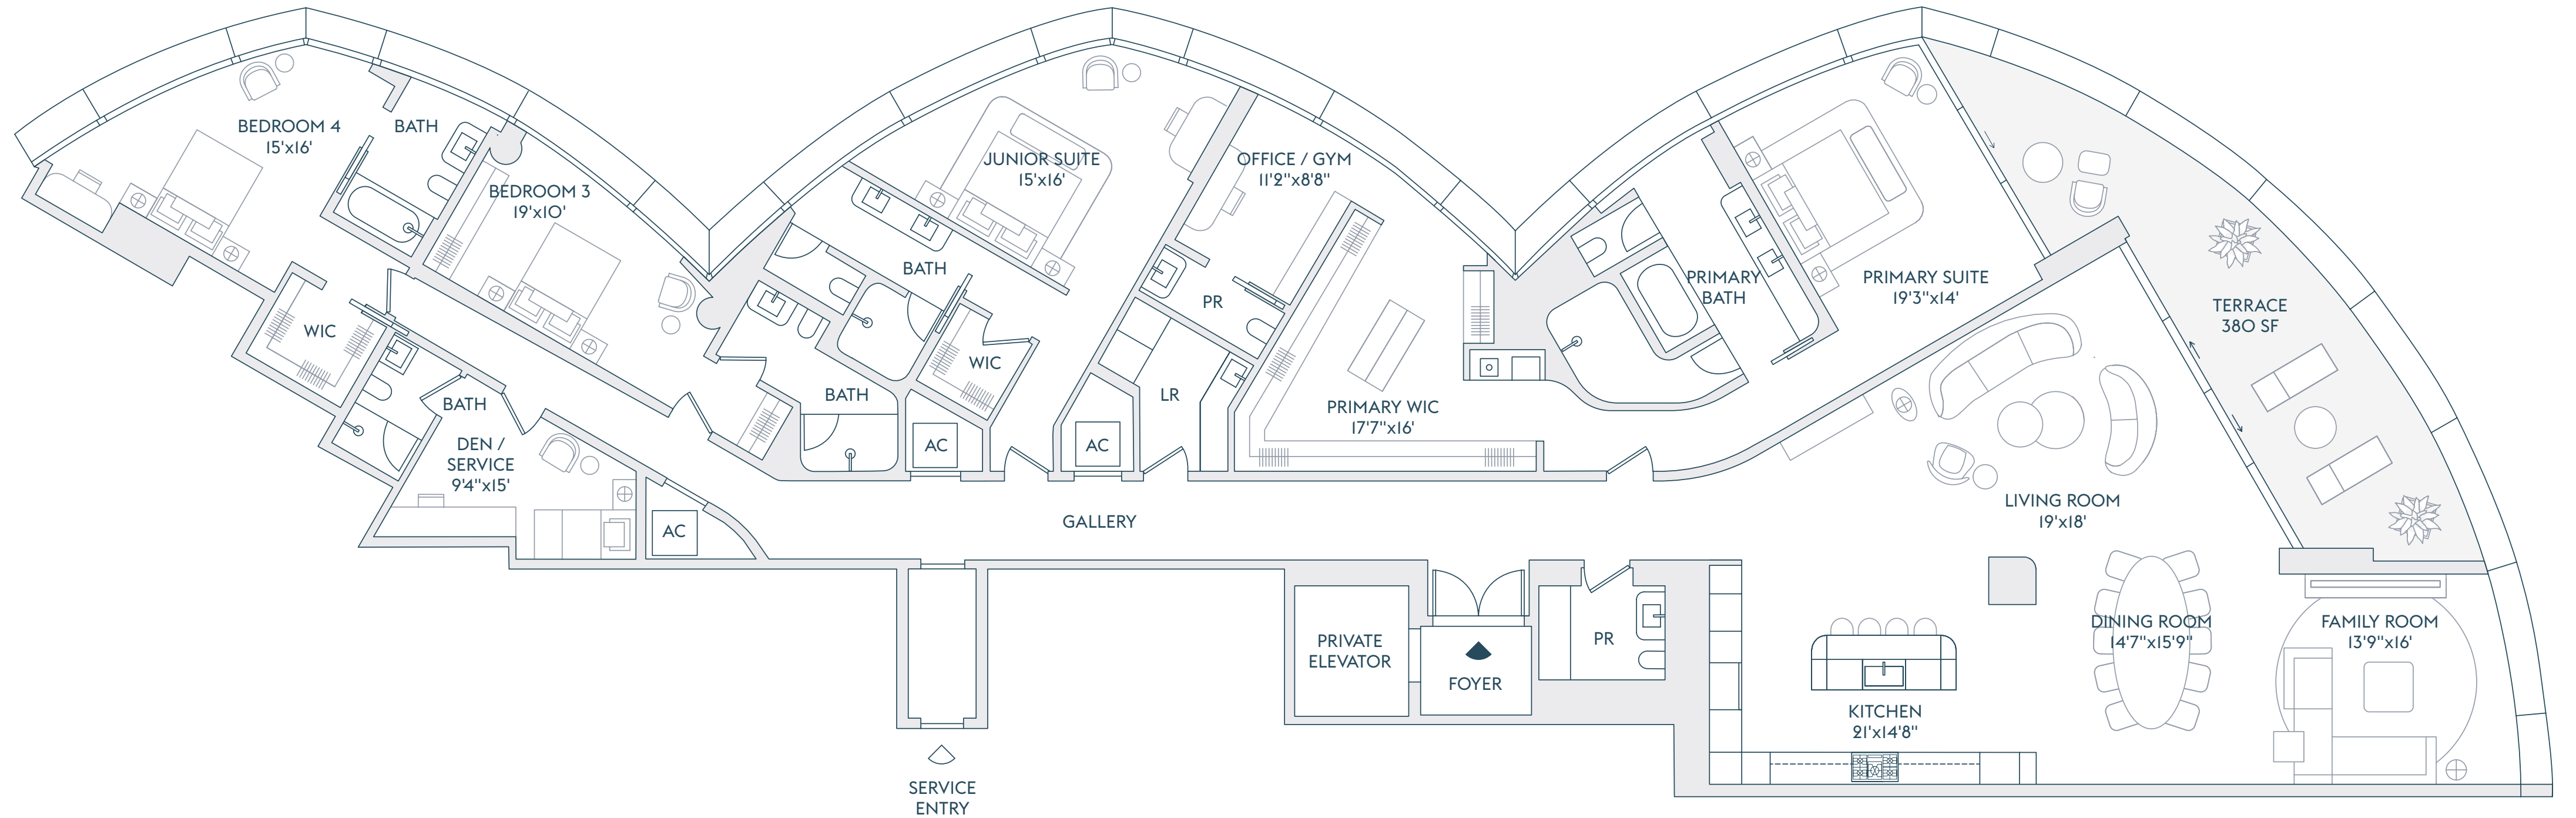 BEDROOM 4
15'x16'
BATH
BEDROOM 3
19'x10'
JUNIOR SUITE
15'x16'
OFFICE / GYM
11'2"x8'8"
BATH
PR
PRIMARY
BATH
PRIMARY SUITE
19'3"x14'
TERRACE
380 SF
WIC
BATH
DEN /
SERVICE
9'4"x15'
AC
BATH
WIC
AC
AC
LR
PRIMARY WIC
17'7"x16'
GALLERY
LIVING ROOM
19'x18'
PRIVATE
ELEVATOR
FOYER
PR
KITCHEN
21'x14'8"
DINING ROOM
14'7"x15'9"
FAMILY ROOM
13'9"x16'
SERVICE
ENTRY